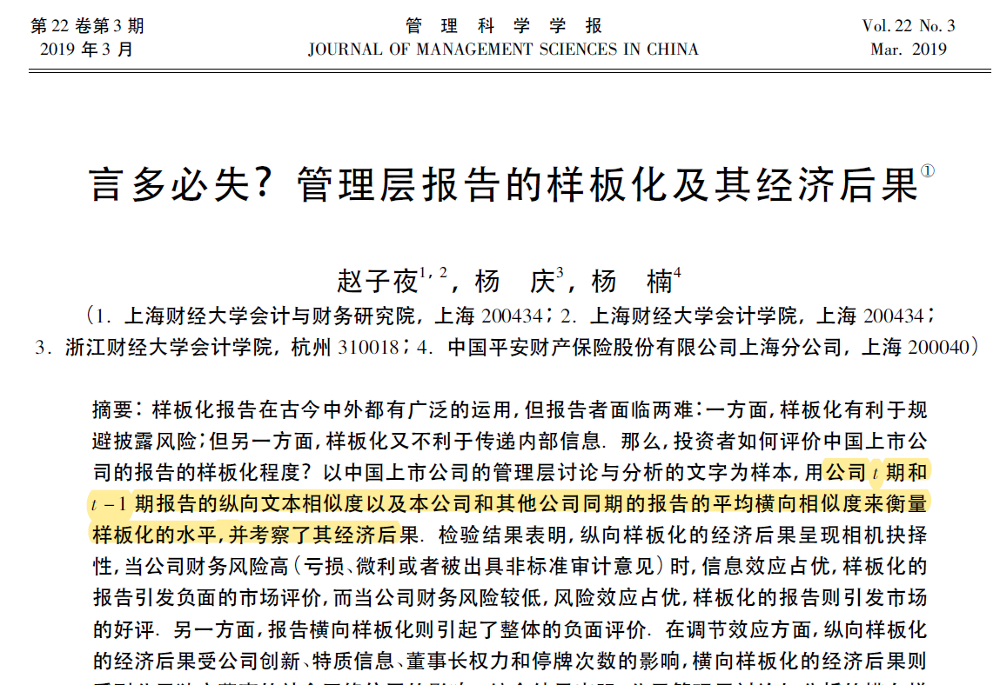 第 22 卷第 3 期 管 理 科 学 学 报 Vol. 22 No. 3
2019 年 3 月 JOURNAL OF MANAGEMENT SCIENCES IN CHINA Mar. 2019
言多必失？管理层报告的样板化及其经济后果①
赵子夜1, 2, 杨 庆3, 杨 楠4
(1. 上海财经大学会计与财务研究院, 上海 200434; 2. 上海财经大学会计学院, 上海 200434;
3. 浙江财经大学会计学院, 杭州 310018; 4. 中国平安财产保险股份有限公司上海分公司, 上海 200040)
摘要: 样板化报告在古今中外都有广泛的运用,但报告者面临两难:一方面,样板化有利于规
避披露风险;但另一方面,样板化又不利于传递内部信息. 那么,投资者如何评价中国上市公
司的报告的样板化程度? 以中国上市公司的管理层讨论与分析的文字为样本,用公司 t 期和
t－1 期报告的纵向文本相似度以及本公司和其他公司同期的报告的平均横向相似度来衡量
样板化的水平,并考察了其经济后果. 检验结果表明,纵向样板化的经济后果呈现相机抉择
性,当公司财务风险高(亏损、微利或者被出具非标准审计意见)时,信息效应占优,样板化的
报告引发负面的市场评价,而当公司财务风险较低,风险效应占优,样板化的报告则引发市场
的好评. 另一方面,报告横向样板化则引起了整体的负面评价. 在调节效应方面,纵向样板化
的经济后果受公司创新、特质信息、董事长权力和停牌次数的影响,横向样板化的经济后果则